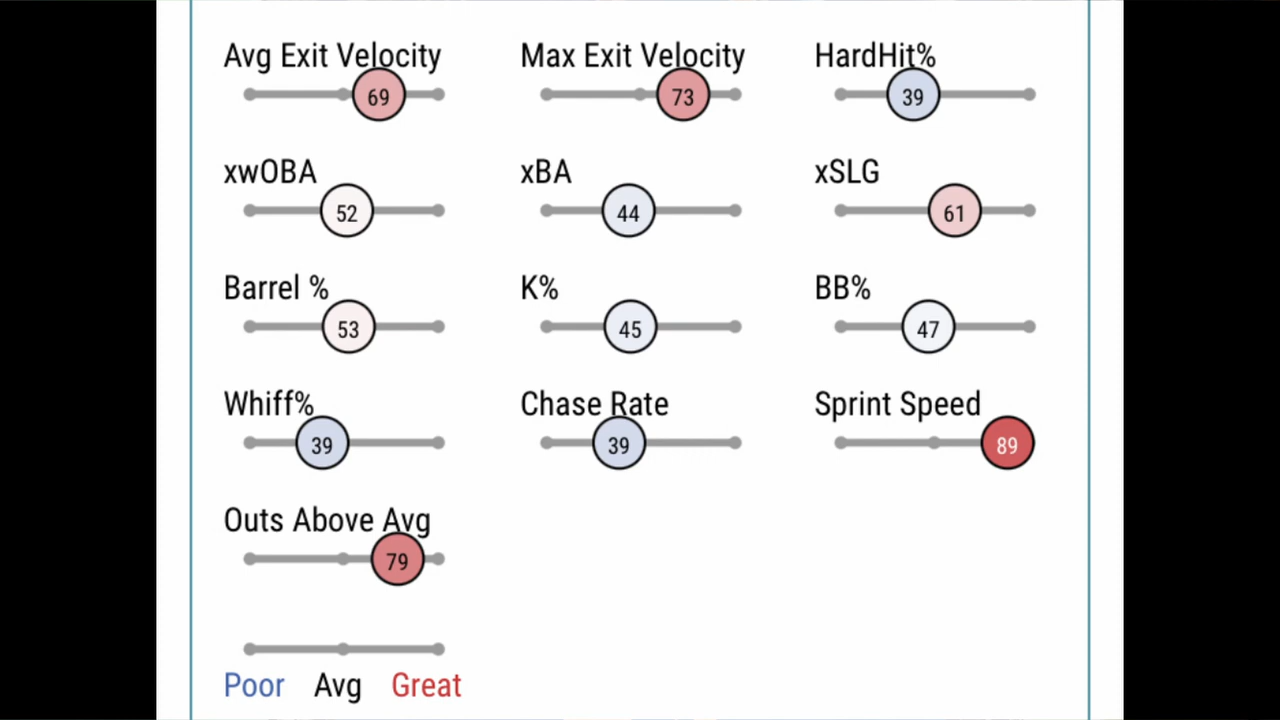 Avg Exit Velocity Max Exit Velocity HardHit%
69 73 39
xwOBA xBA xSLG
52 44 61
Barrel % K% BB%
53 45 47
Whiff% Chase Rate Sprint Speed
39 39 89
Outs Above Avg
79
Poor Avg Great